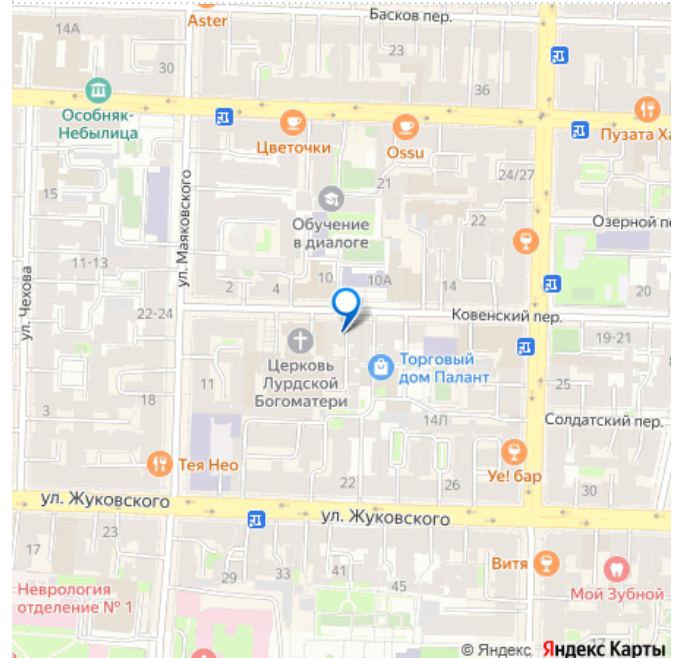 Басков пер.
14А
Aster
23
30
36
Особняк-
Небылица
Цветочки
Ossu
Пузата Ха
24/27
21
15
ул. Маяковского
Обучение
в диалоге
22
Озерной пе
11-13
10
10А
20
2
4
14
ул. Чехова
22-24
Ковенский пер.
19-21
Церковь
Лурдской
Богоматери
Торговый
дом Палант
11
25
18
3
14Л
Солдатский пер.
Тея Нео
Уе! бар
22
26
30
ул. Жуковского
ул. Жуковского
23
17
Витя
41
33
29
45
Неврология
отделение № 1
Мой Зубной
© Яндекс Яндекс Карты